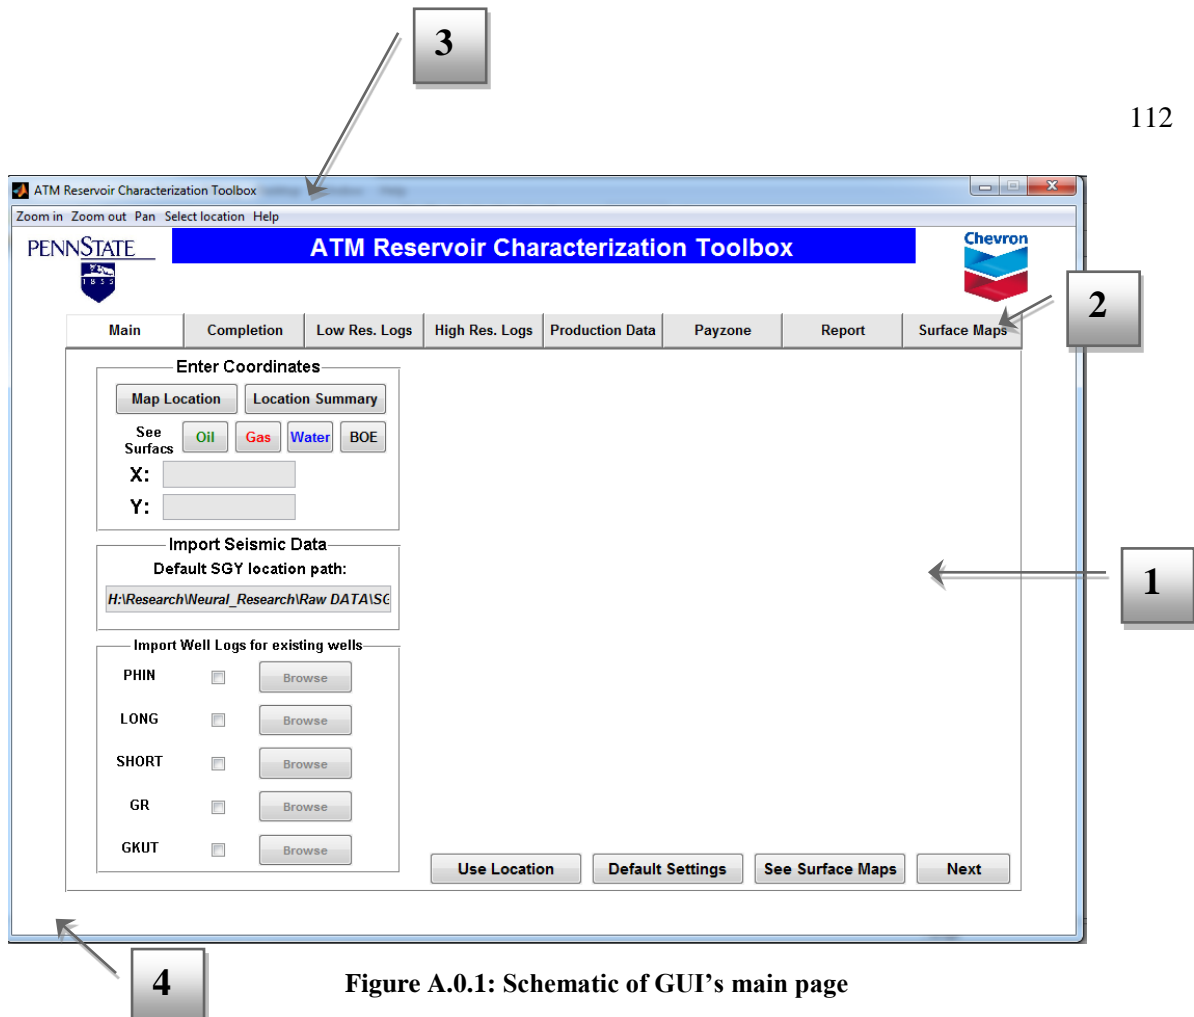 3
112
ATM Reservoir Characterization Toolbox
Zoom in Zoom out Pan Select location Help
PENNSTATE
1855
ATM Reservoir Characterization Toolbox
Chevron
2
Main Completion Low Res. Logs High Res. Logs Production Data Payzone Report Surface Maps
Enter Coordinates
Map Location Location Summary
See Surfacs
Oil Gas Water BOE
X:
Y:
Import Seismic Data
Default SGY location path:
H:\Research\Neural_Research\Raw DATA\SG
1
Import Well Logs for existing wells
PHIN Browse
LONG Browse
SHORT Browse
GR Browse
GKUT Browse
Use Location Default Settings See Surface Maps Next
4
Figure A.0.1: Schematic of GUI’s main page